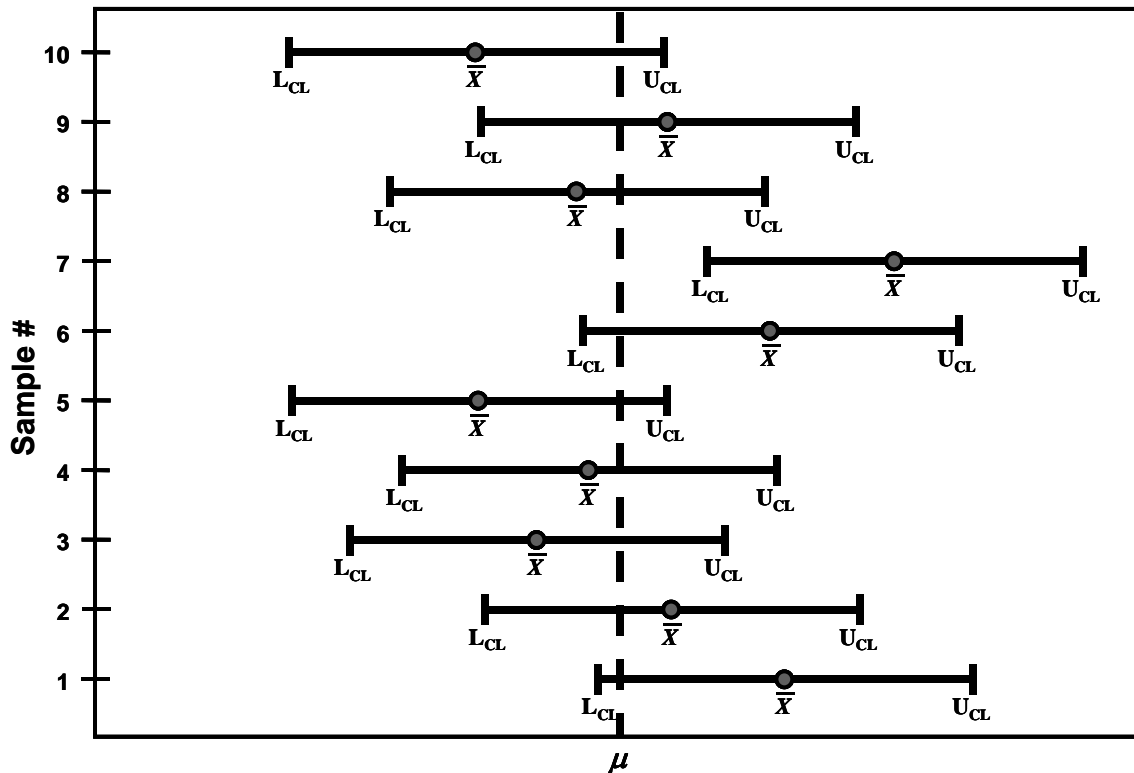 10
L_CL X̅ U_CL
9
L_CL X̅ U_CL
8
L_CL X̅ U_CL
7
L_CL X̅ U_CL
6
L_CL X̅ U_CL
Sample #
5
L_CL X̅ U_CL
4
L_CL X̅ U_CL
3
L_CL X̅ U_CL
2
L_CL X̅ U_CL
1
L_CL X̅ U_CL
μ